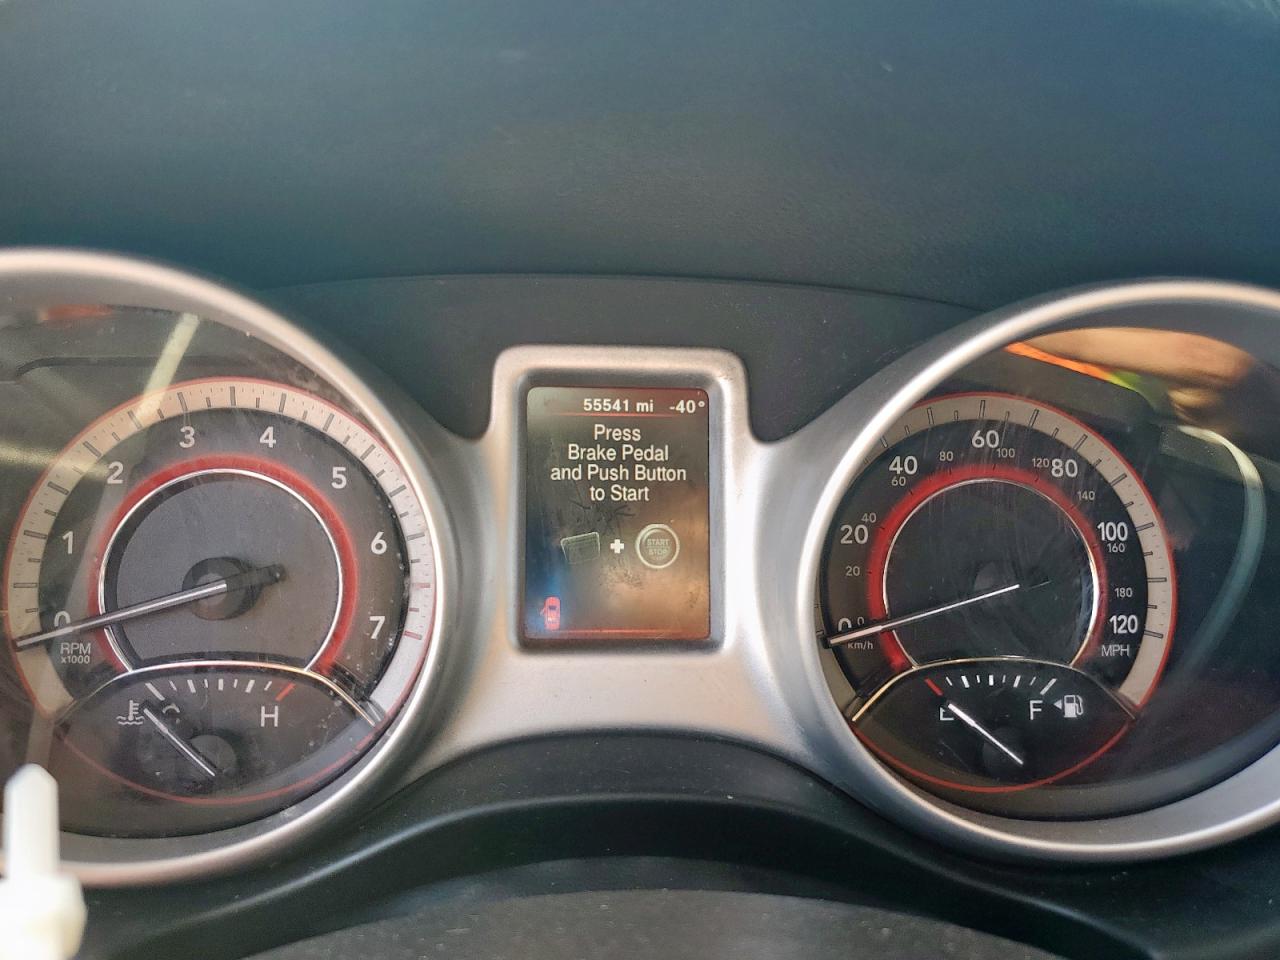 55541 mi -40°
Press
Brake Pedal
and Push Button
to Start
START
STOP
0 1 2 3 4 5 6 7
RPM
x1000
H
0 20 40 60 80 100 120
0 20 40 60 80 100 120 140 160 180
km/h
MPH
E F